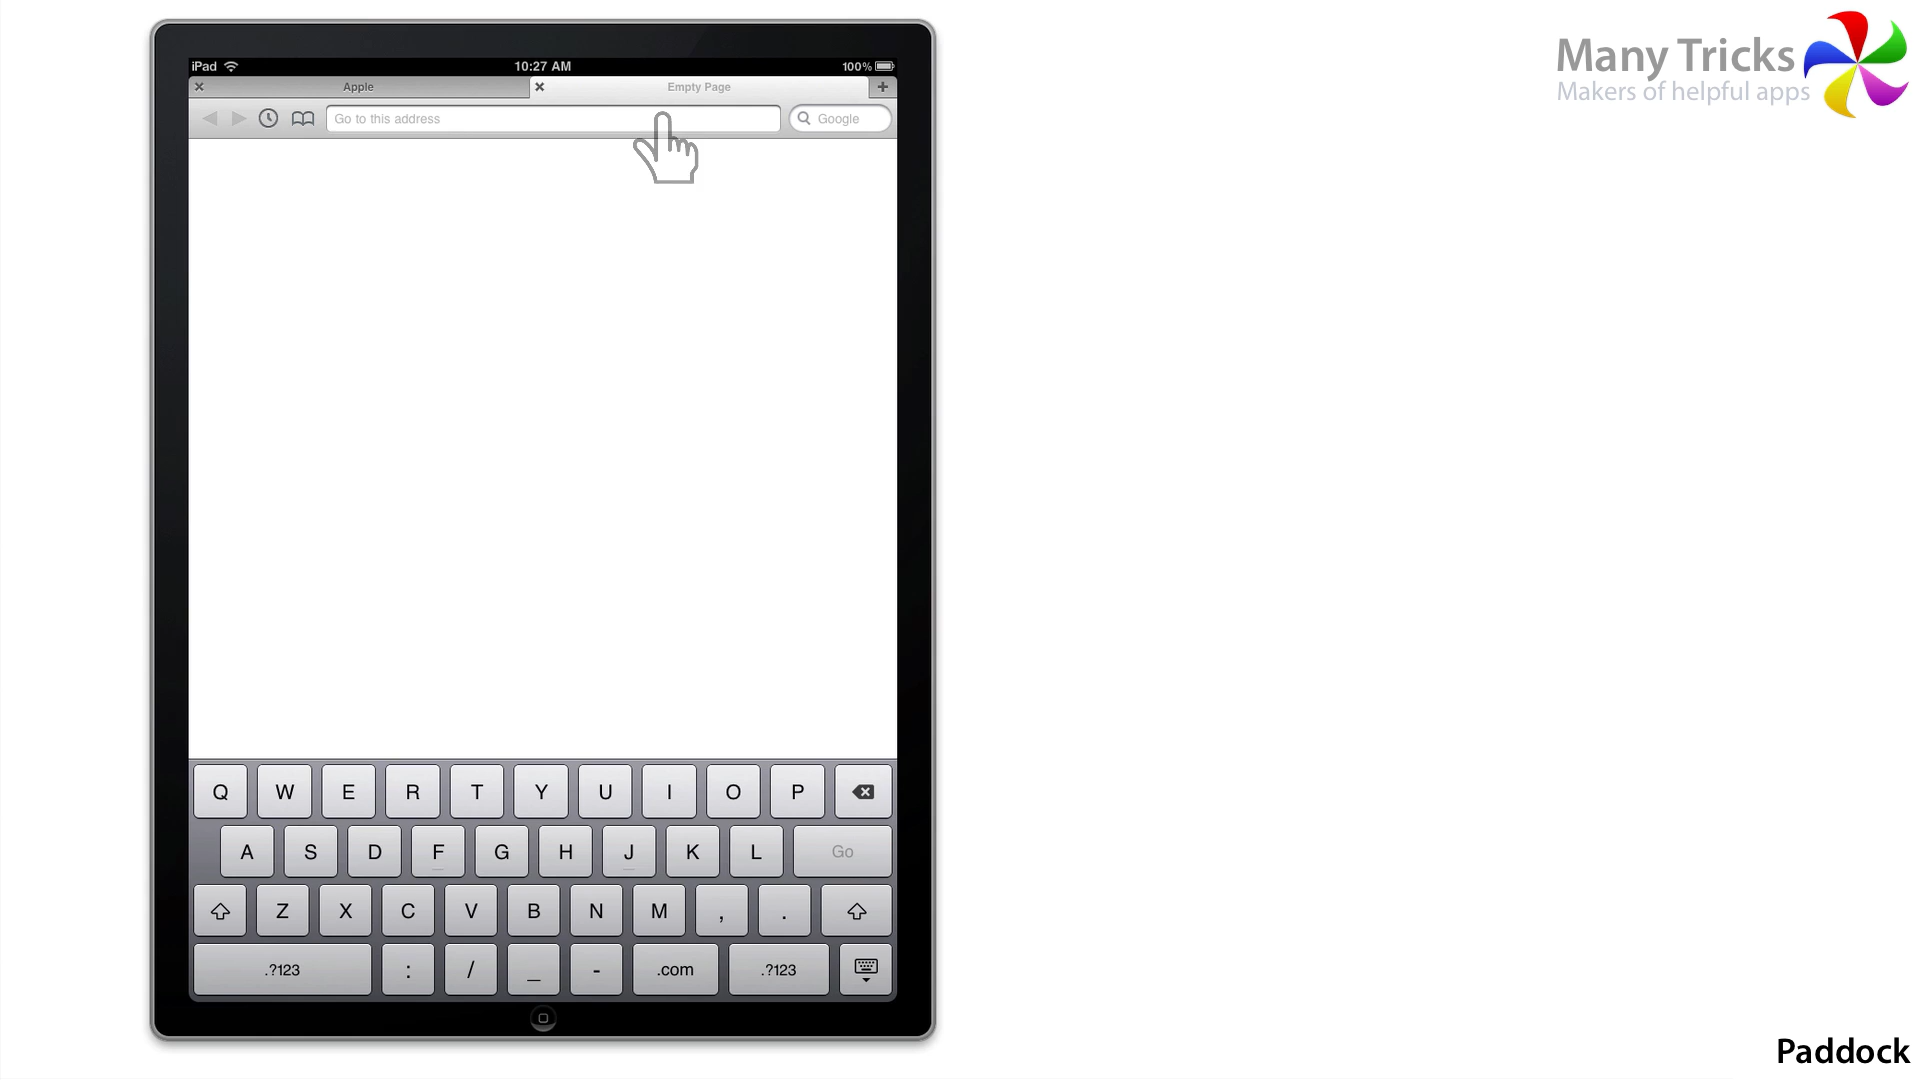 Many Tricks
Makers of helpful apps
iPad 10:27 AM 100%
Apple Empty Page
Go to this address Google
Q W E R T Y U I O P
A S D F G H J K L Go
Z X C V B N M , .
.?123 : / _ - .com .?123
Paddock